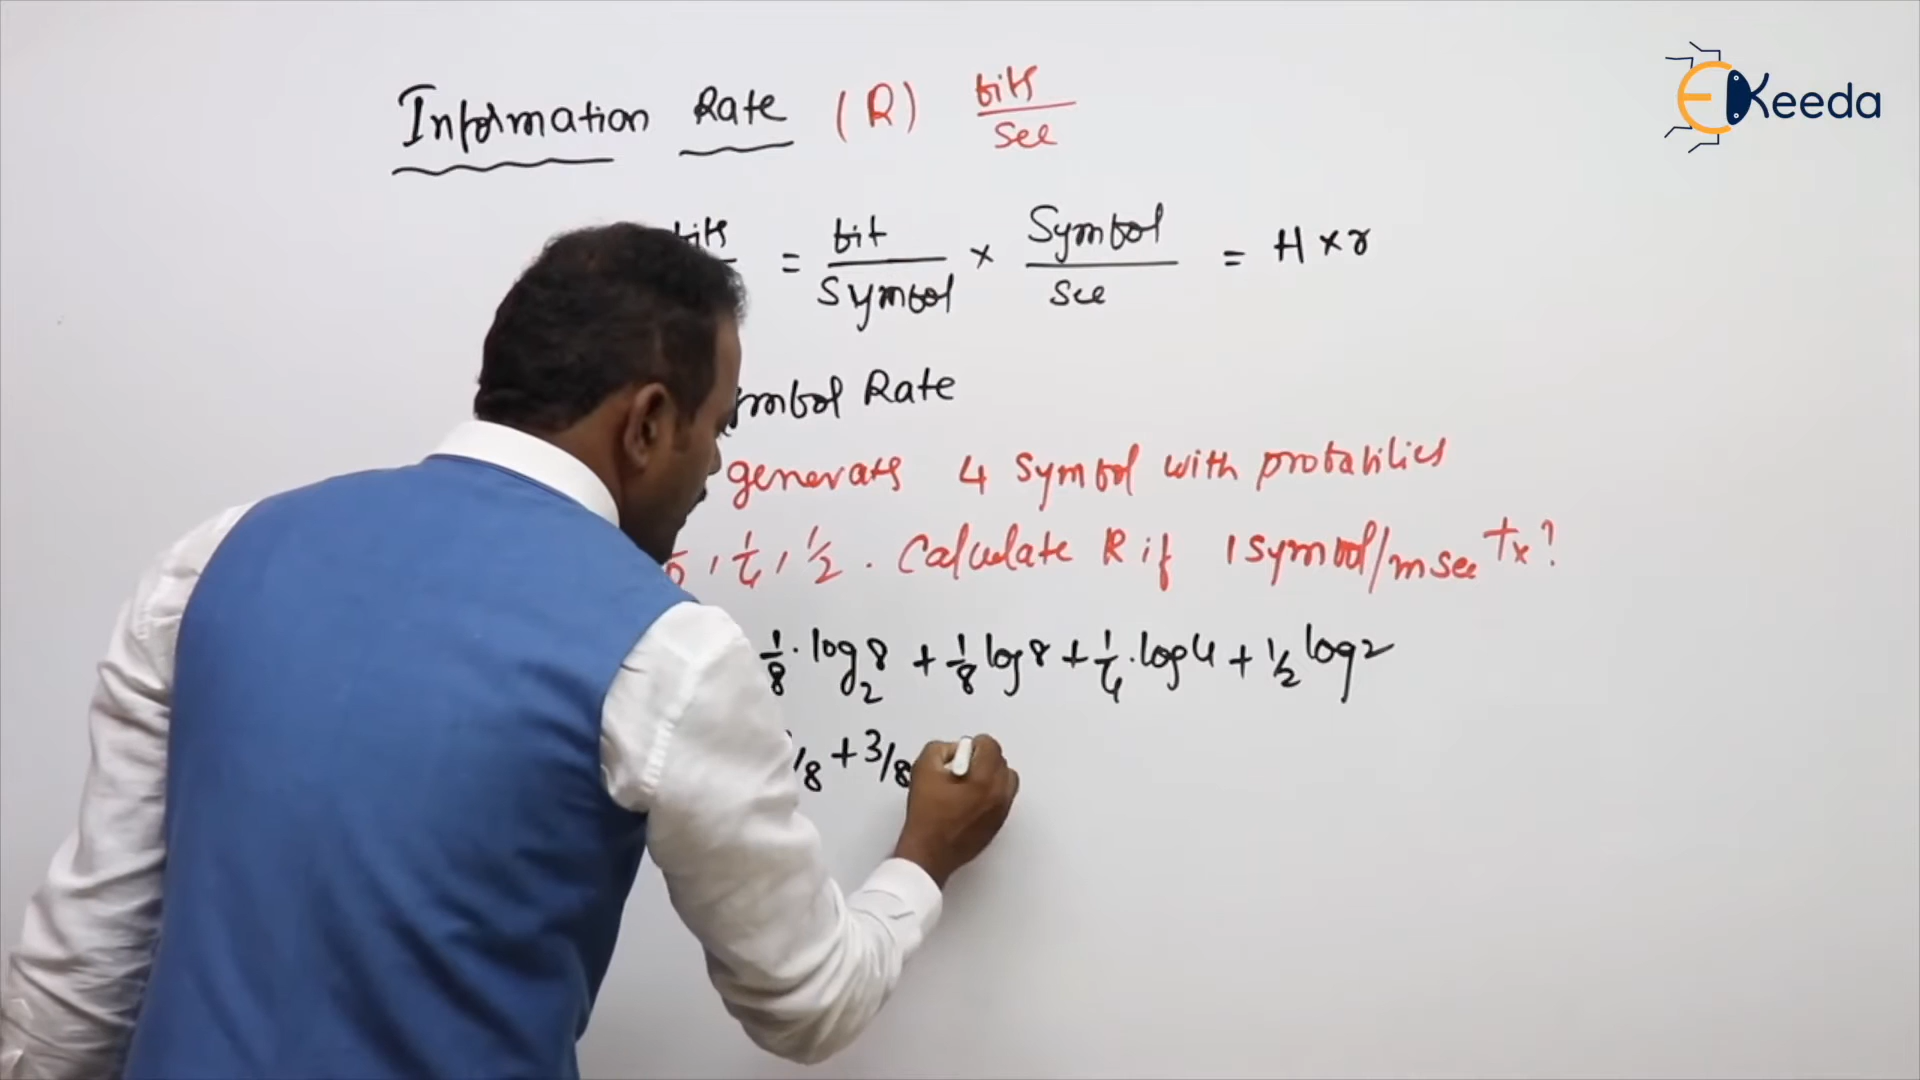 Information Rate (R) bits/sec
EKeeda
bits = bit/Symbol × Symbol/sec = H × r
Symbol Rate
generates 4 Symbol with probabilities
1/4, 1/2. Calculate R if 1 symbol/msec Tx?
1/8 · log₂8 + 1/8 log 8 + 1/4 · log 4 + 1/2 log 2
/8 + 3/8